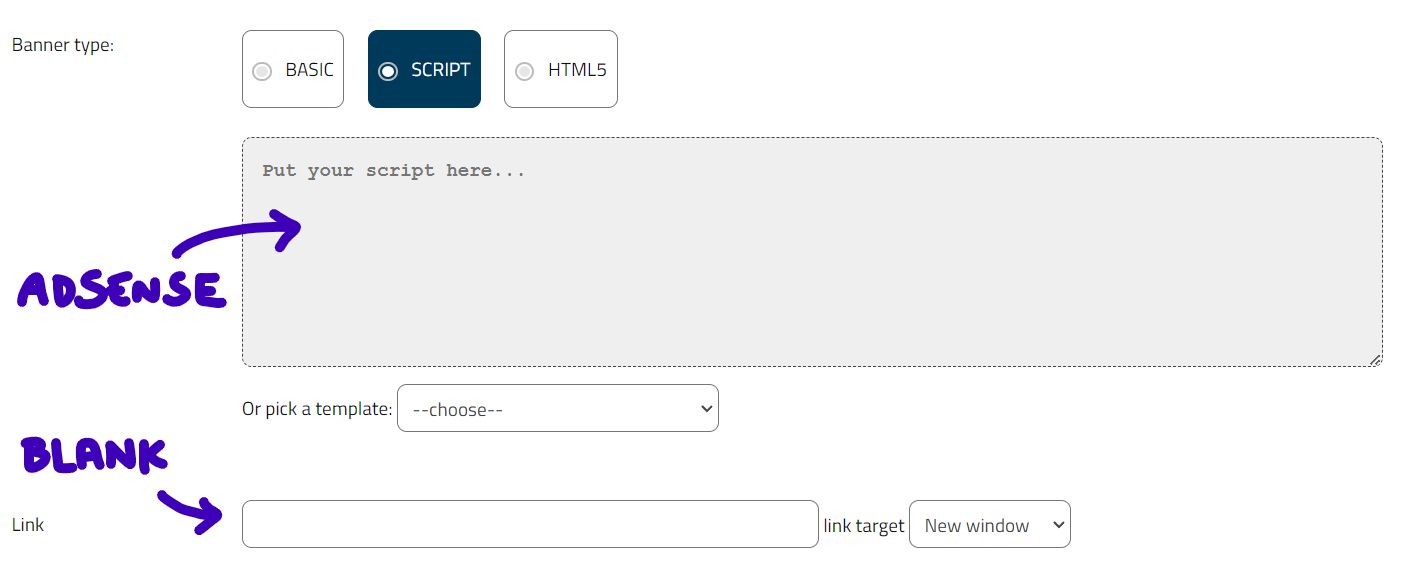 Banner type:
BASIC
SCRIPT
HTML5
Put your script here...
ADSENSE
Or pick a template:
--choose--
BLANK
Link
link target
New window